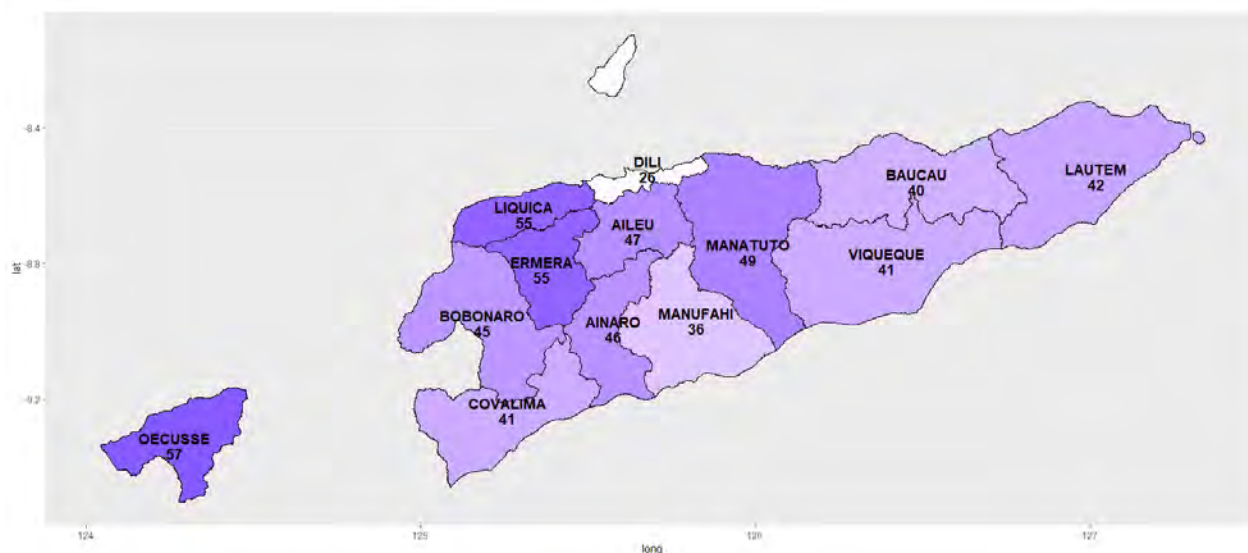 -8.4
DILI
26
BAUCAU
40
LAUTEM
42
LIQUICA
55
AILEU
47
MANATUTO
49
VIQUEQUE
41
lat
-8.8
ERMERA
55
BOBONARO
45
AINARO
46
MANUFAHI
36
-9.2
COVALIMA
41
OECUSSE
57
124
125
126
127
long